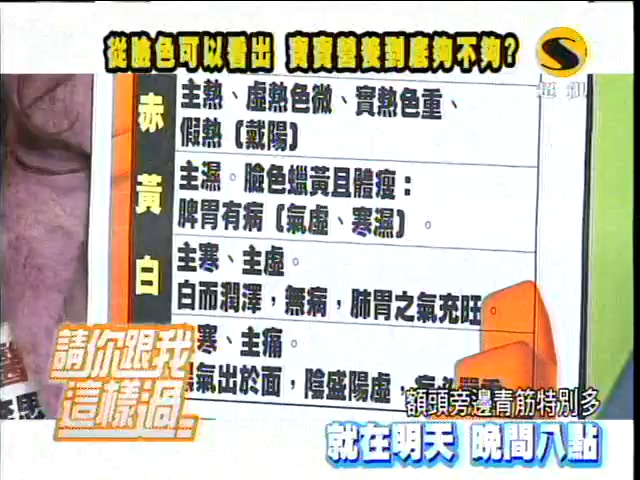 從臉色可以看出 寶寶營養到底夠不夠?
超視
赤
主熱、虛熱色微、實熱色重、
假熱(戴陽)
黃
主濕。臉色蠟黃且體瘦:
脾胃有病(氣虛、寒濕)。
白
主寒、主虛。
白而潤澤,無病,肺胃之氣充旺。
寒、主痛。
氣出於面,陰盛陽虛,病必
請你跟我
這樣過
額頭旁邊青筋特別多
就在明天 晚間八點